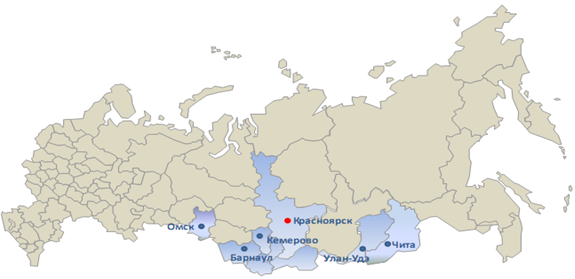 Красноярск
Омск
Кемерово
Чита
Барнаул
Улан-Удэ